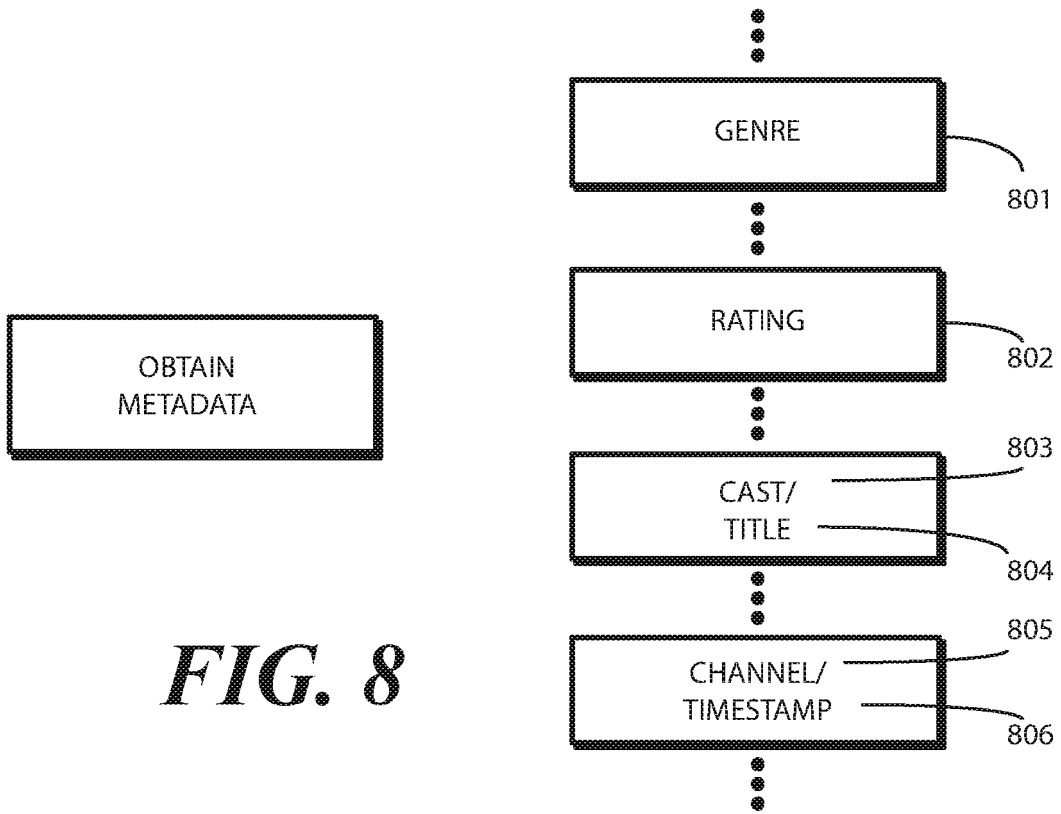 GENRE
801
RATING
802
OBTAIN
METADATA
803
CAST/
TITLE
804
805
CHANNEL/
TIMESTAMP
806
FIG. 8